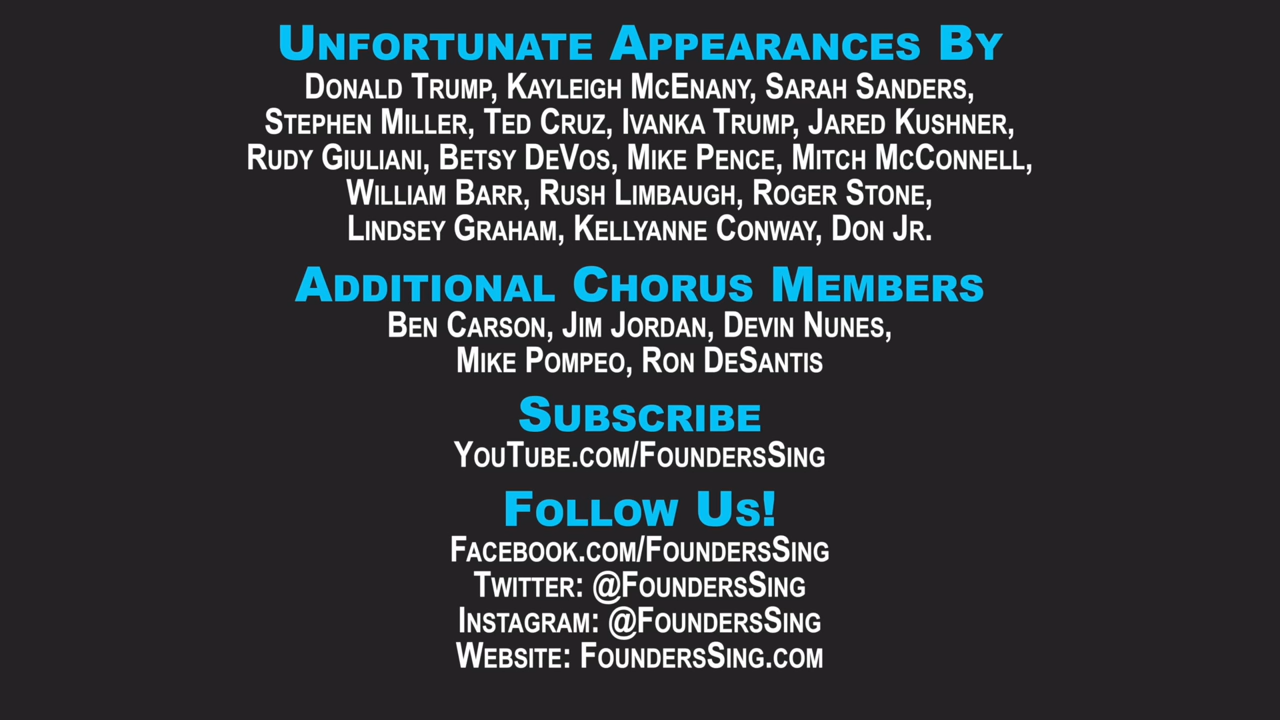 Unfortunate Appearances By
Donald Trump, Kayleigh McEnany, Sarah Sanders,
Stephen Miller, Ted Cruz, Ivanka Trump, Jared Kushner,
Rudy Giuliani, Betsy DeVos, Mike Pence, Mitch McConnell,
William Barr, Rush Limbaugh, Roger Stone,
Lindsey Graham, Kellyanne Conway, Don Jr.
Additional Chorus Members
Ben Carson, Jim Jordan, Devin Nunes,
Mike Pompeo, Ron DeSantis
Subscribe
YouTube.com/FoundersSing
Follow Us!
Facebook.com/FoundersSing
Twitter: @FoundersSing
Instagram: @FoundersSing
Website: FoundersSing.com